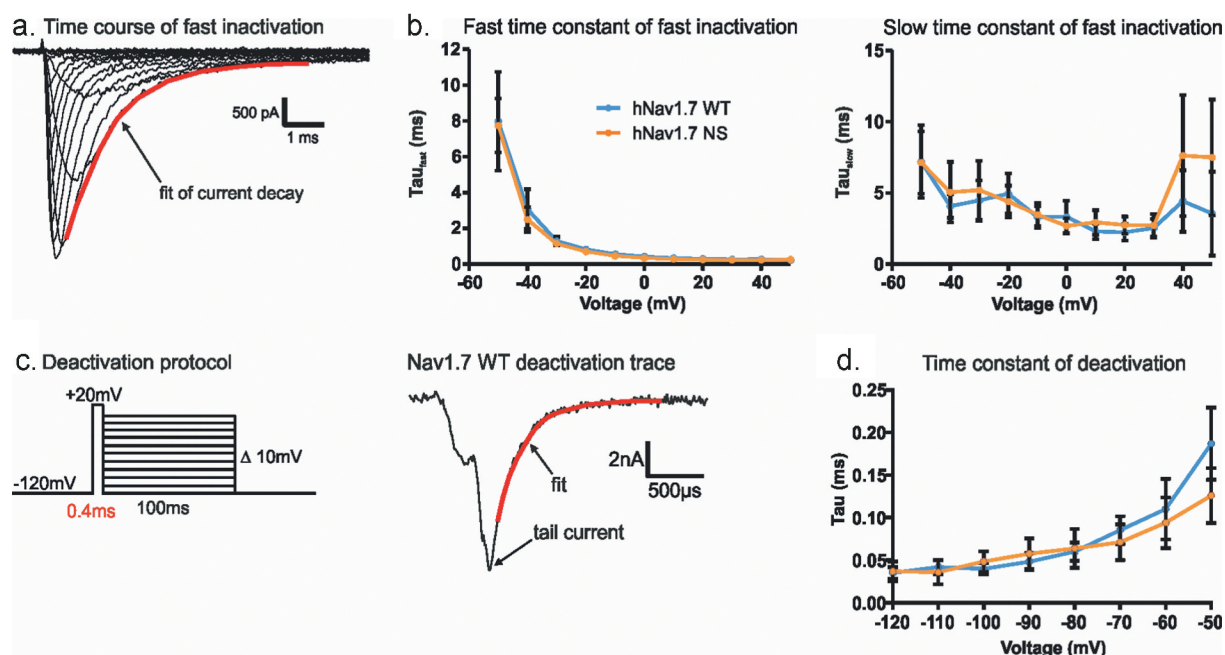 a. Time course of fast inactivation
500 pA
1 ms
fit of current decay
b. Fast time constant of fast inactivation
12
10
8
6
4
2
0
Tau fast (ms)
hNav1.7 WT
hNav1.7 NS
-60 -40 -20 0 20 40
Voltage (mV)
Slow time constant of fast inactivation
15
10
5
0
Tau slow (ms)
-60 -40 -20 0 20 40
Voltage (mV)
c. Deactivation protocol
+20mV
-120mV
Δ 10mV
0.4ms
100ms
Nav1.7 WT deactivation trace
2nA
500µs
fit
tail current
d. Time constant of deactivation
0.25
0.20
0.15
0.10
0.05
0.00
Tau (ms)
-120 -110 -100 -90 -80 -70 -60 -50
Voltage (mV)